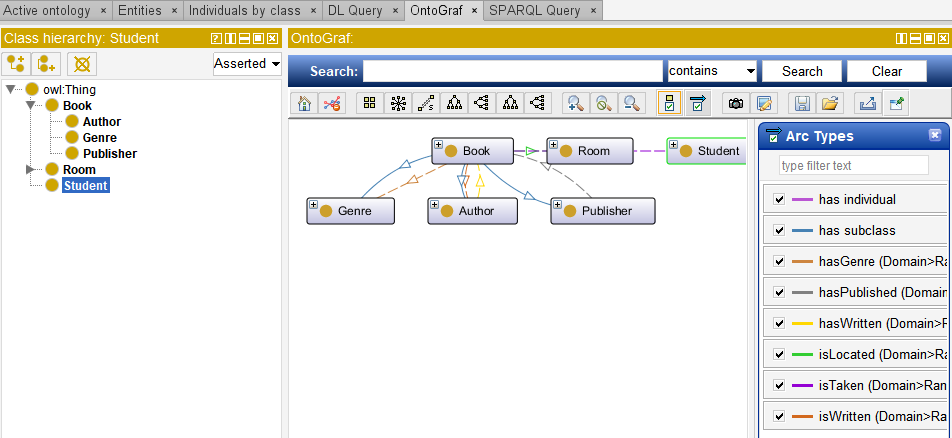 Active ontology × Entities × Individuals by class × DL Query × OntoGraf × SPARQL Query ×
Class hierarchy: Student
Asserted
owl:Thing
Book
Author
Genre
Publisher
Room
Student
OntoGraf:
Search: contains Search Clear
Book Room Student
Genre Author Publisher
Arc Types
type filter text
has individual
has subclass
hasGenre (Domain>Ra
hasPublished (Domain
hasWritten (Domain>R
isLocated (Domain>Ra
isTaken (Domain>Ran
isWritten (Domain>Ra